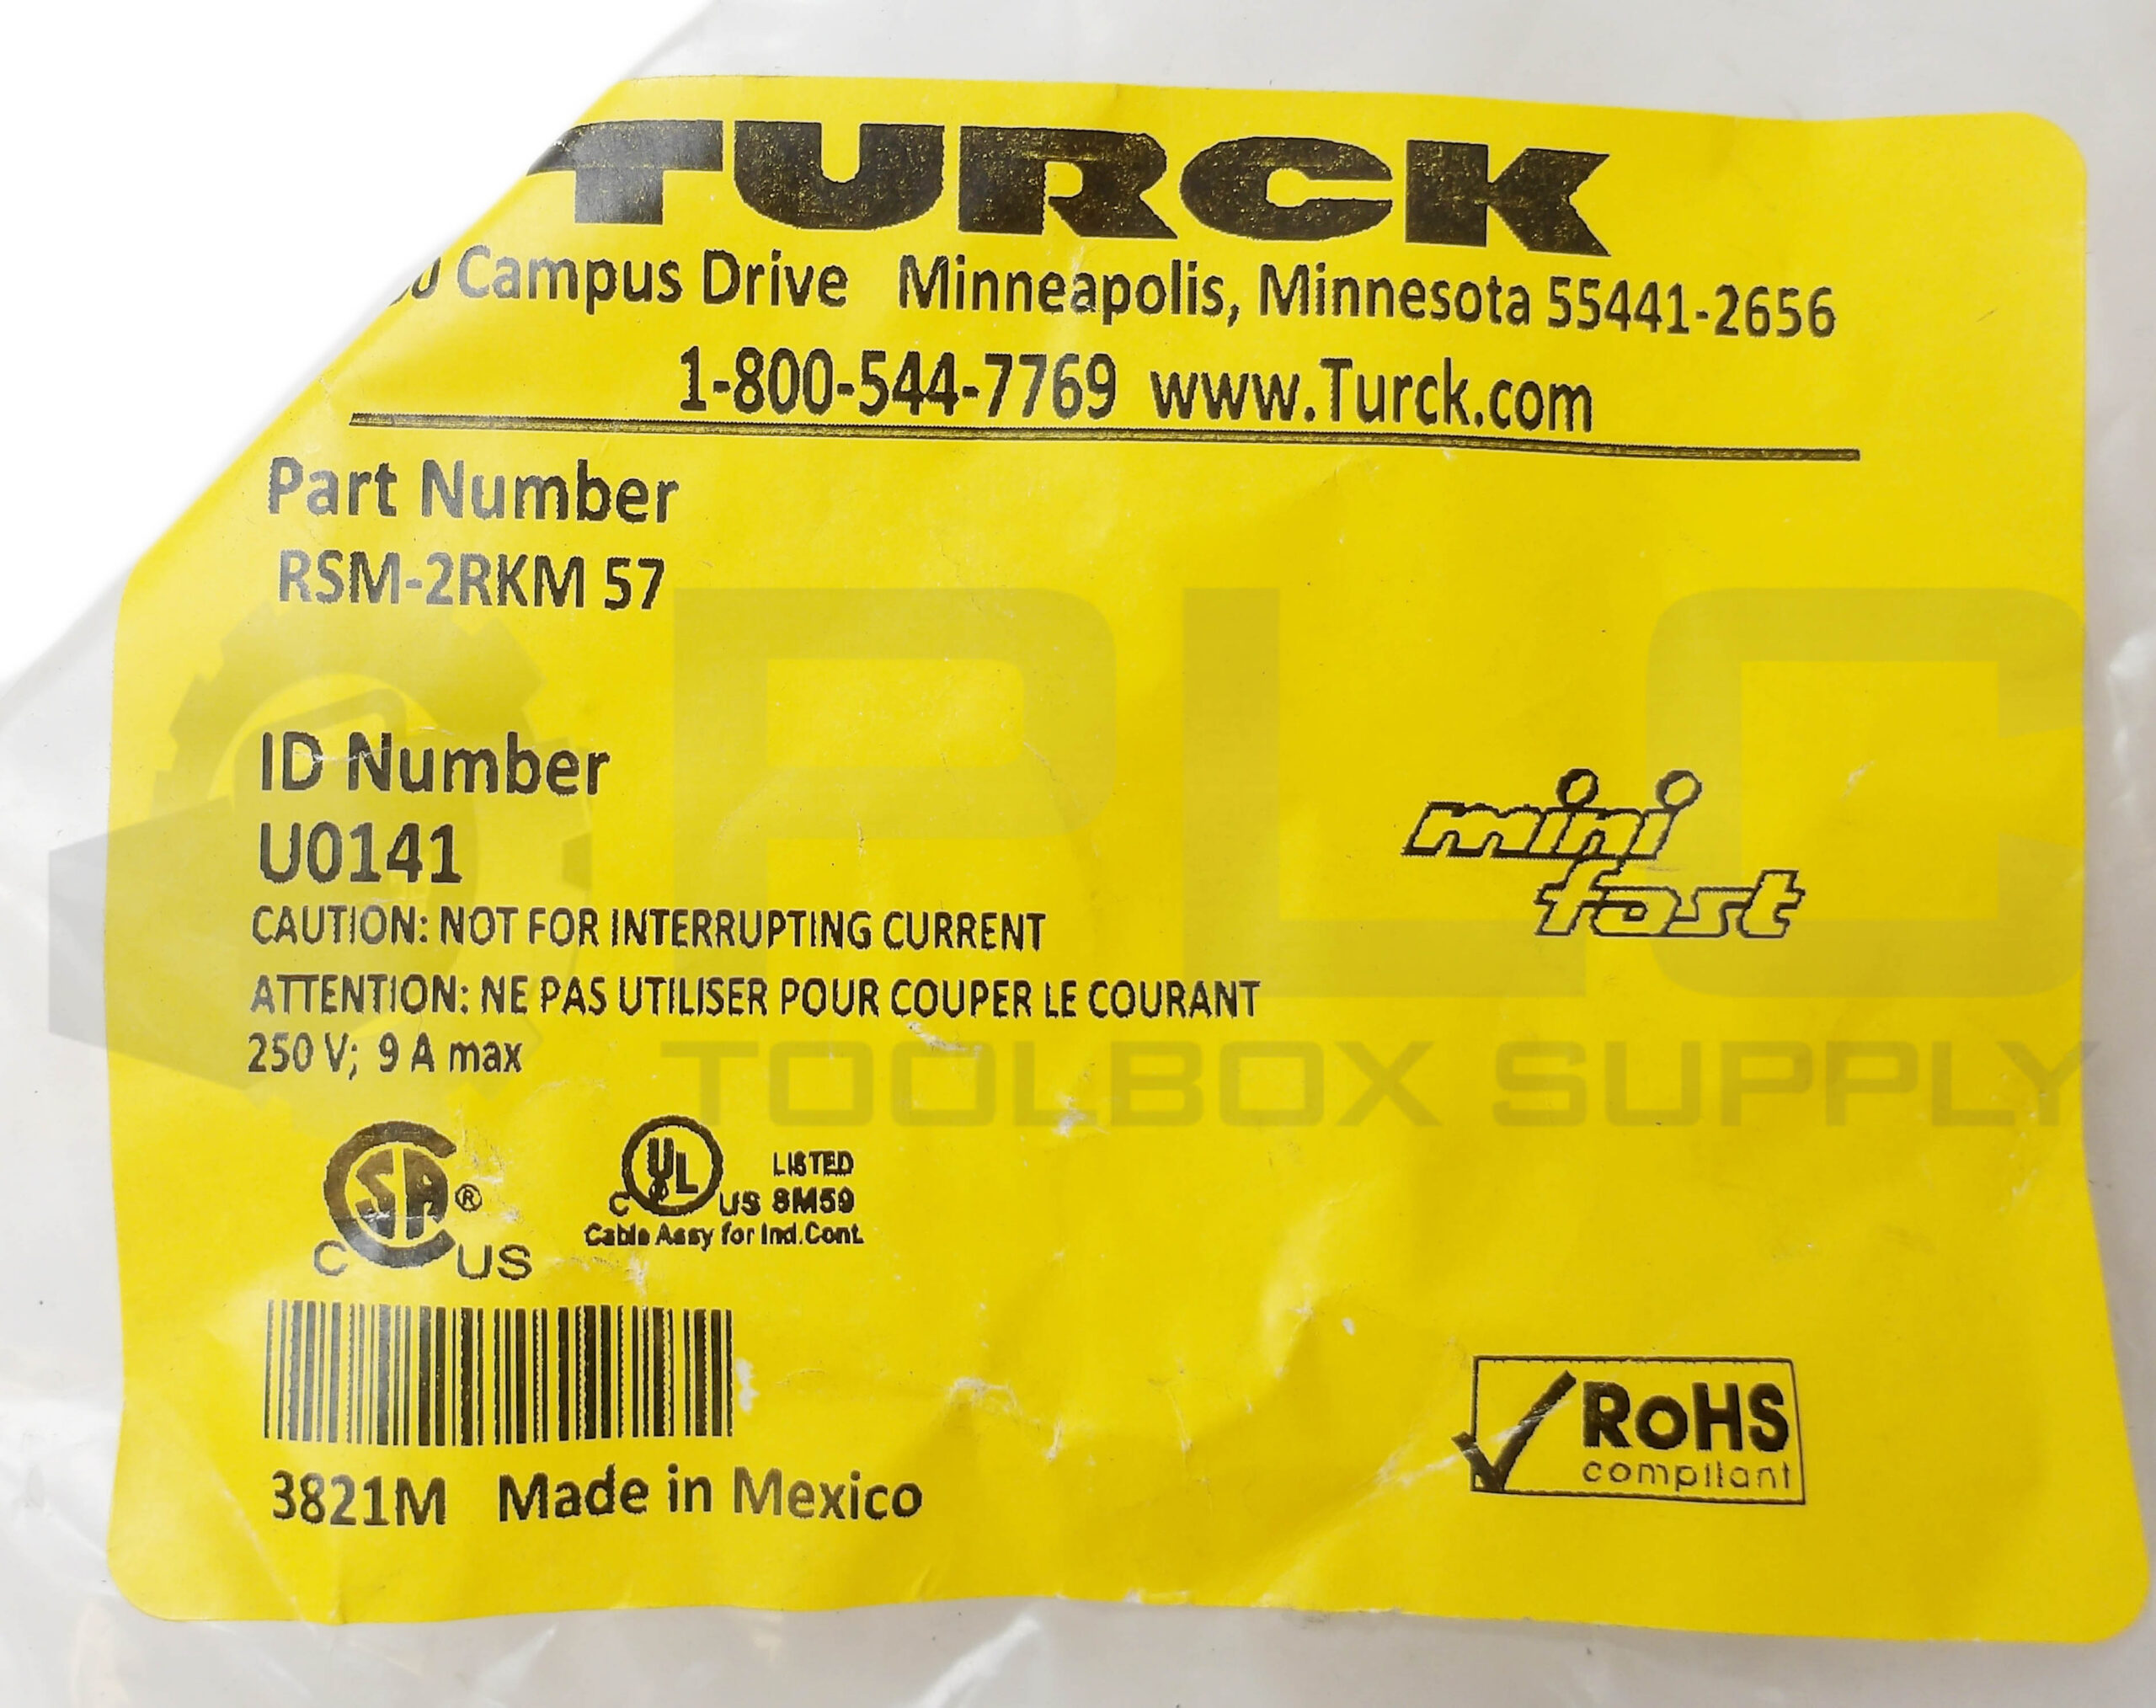 TURCK
Campus Drive Minneapolis, Minnesota 55441-2656
1-800-544-7769 www.Turck.com
Part Number
RSM-2RKM 57
ID Number
U0141
mini
fast
CAUTION: NOT FOR INTERRUPTING CURRENT
ATTENTION: NE PAS UTILISER POUR COUPER LE COURANT
250 V; 9 A max
PLC
TOOLBOX SUPPLY
CSA®
C US
UL LISTED
C US 8M59
Cable Assy for Ind.Cont.
3821M Made in Mexico
RoHS
compliant